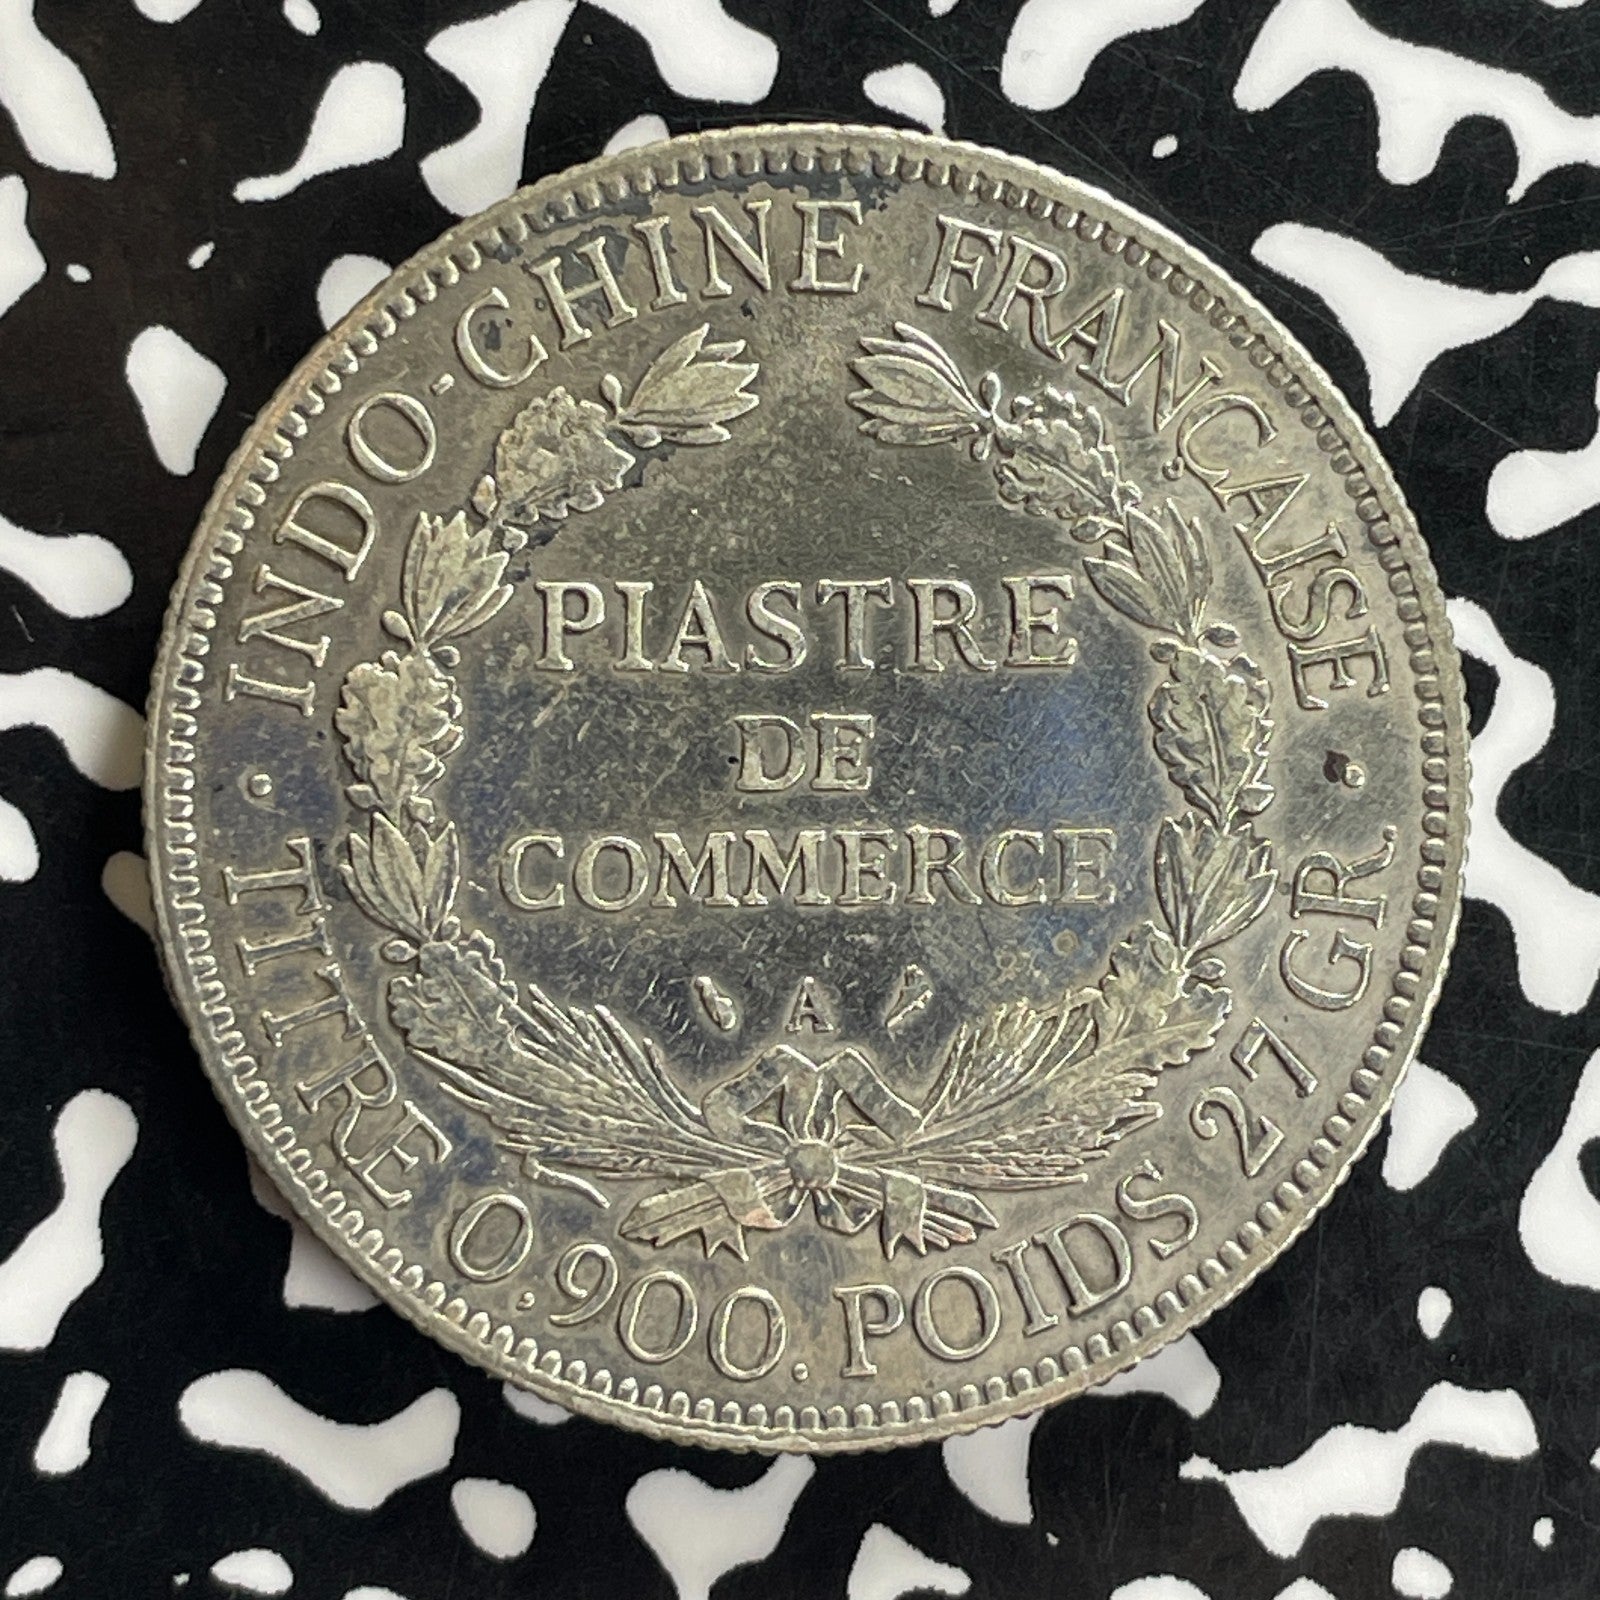 INDO-CHINE FRANÇAISE
PIASTRE
DE
COMMERCE
A
TITRE 0,900. POIDS 27 GR.